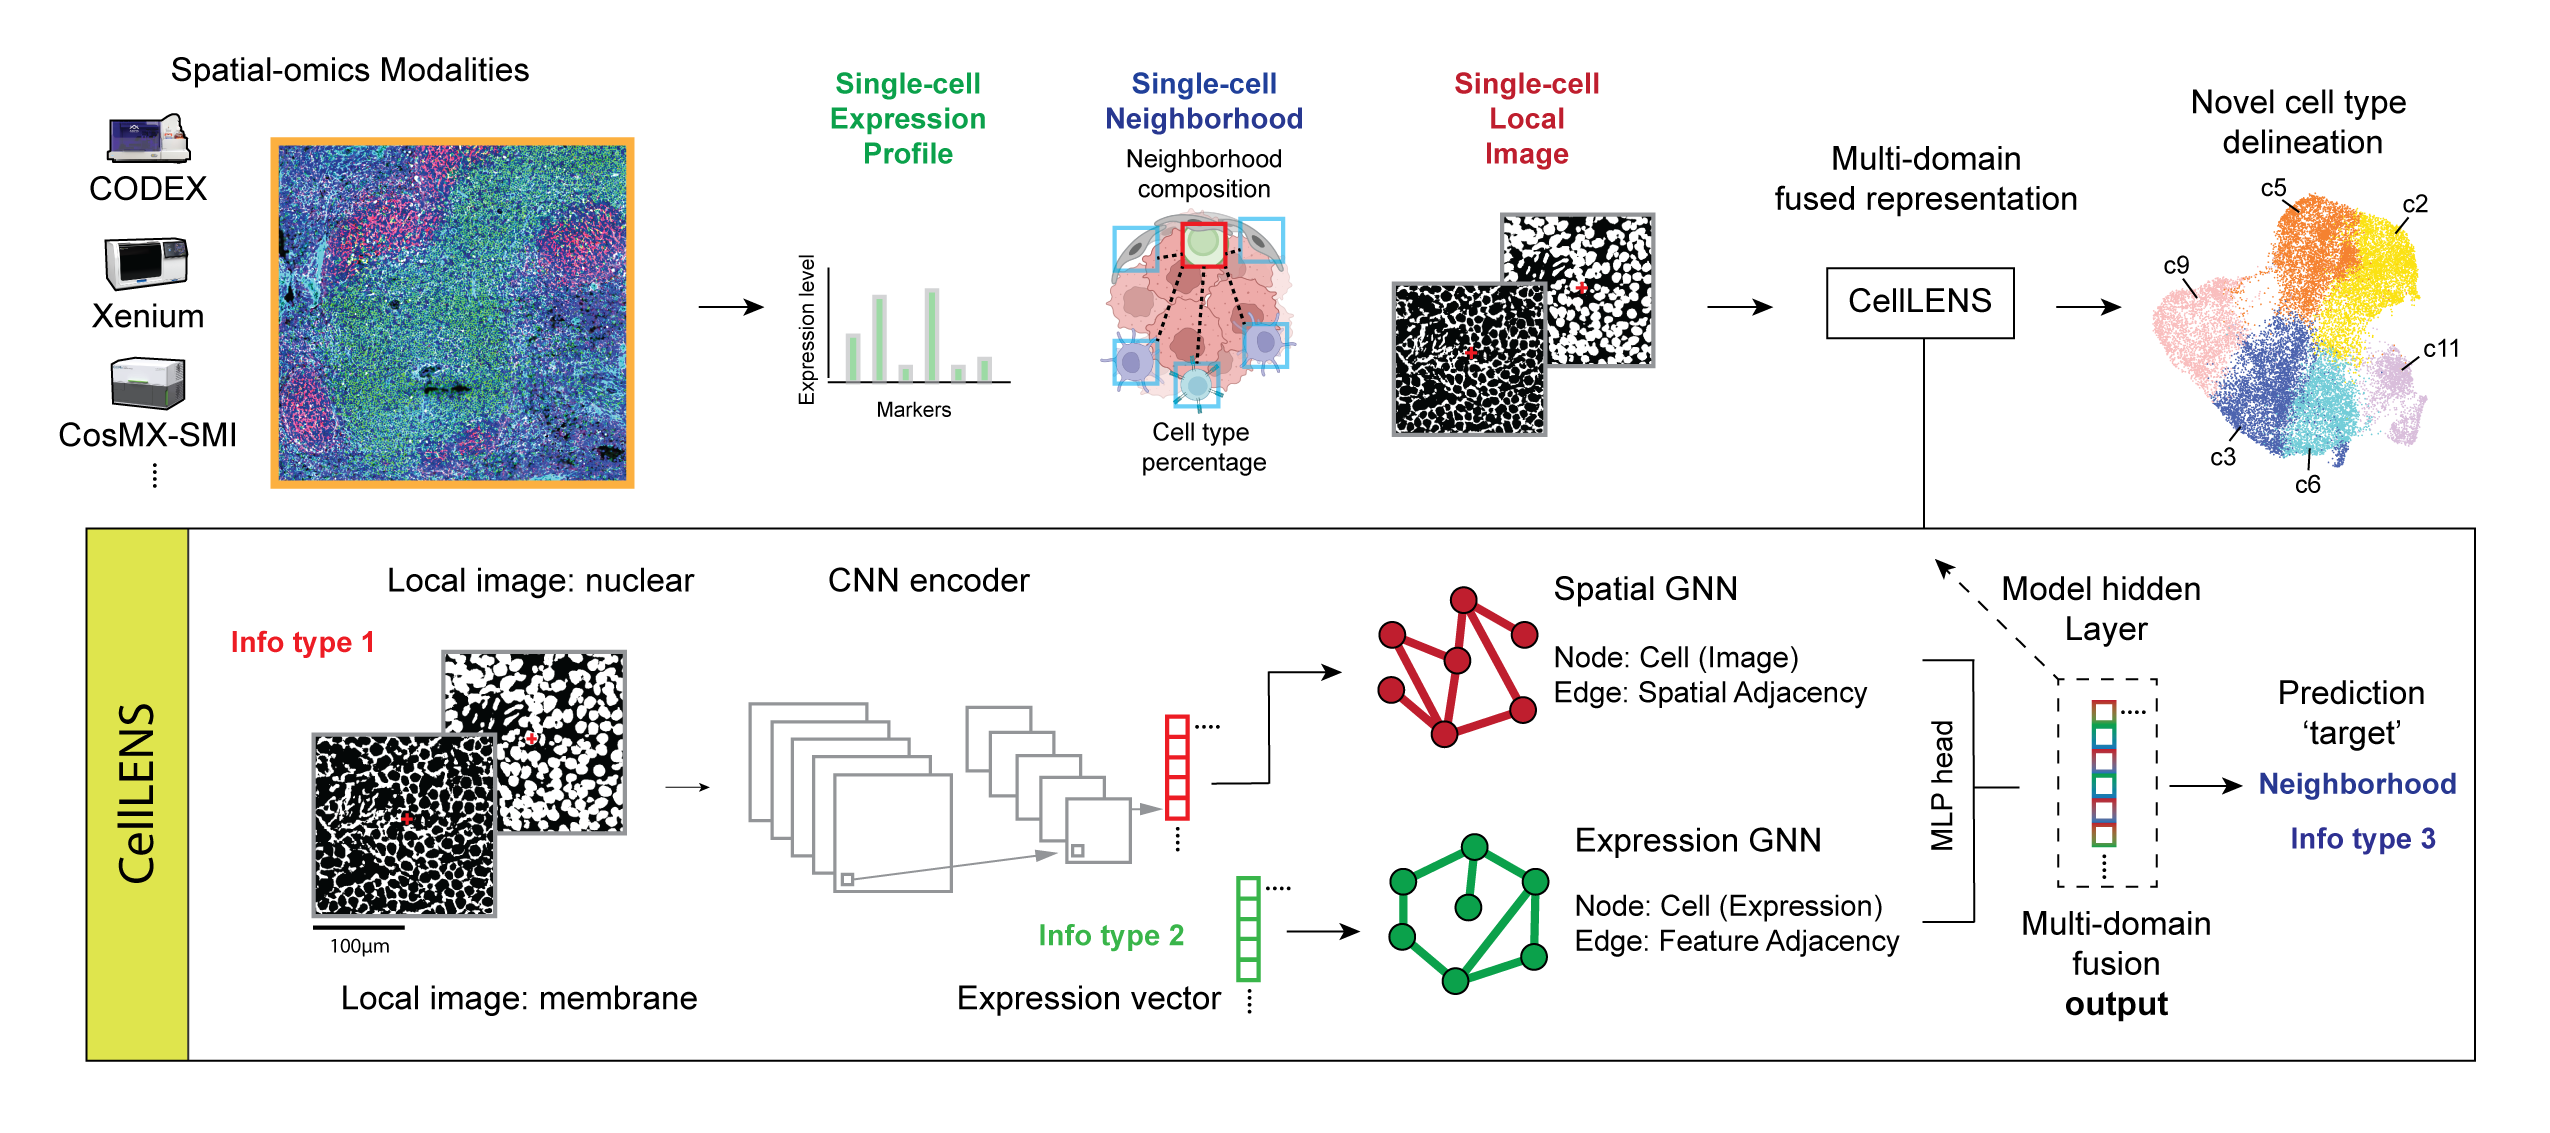 Spatial-omics Modalities
CODEX
Xenium
CosMX-SMI
Single-cell
Expression
Profile
Expression level
Markers
Single-cell
Neighborhood
Neighborhood
composition
Cell type
percentage
Single-cell
Local
Image
Multi-domain
fused representation
CellLENS
Novel cell type
delineation
c5
c2
c9
c11
c3
c6
CellLENS
Local image: nuclear
Info type 1
100µm
Local image: membrane
CNN encoder
Info type 2
Expression vector
Spatial GNN
Node: Cell (Image)
Edge: Spatial Adjacency
Expression GNN
Node: Cell (Expression)
Edge: Feature Adjacency
MLP head
Model hidden
Layer
Multi-domain
fusion
output
Prediction
‘target’
Neighborhood
Info type 3